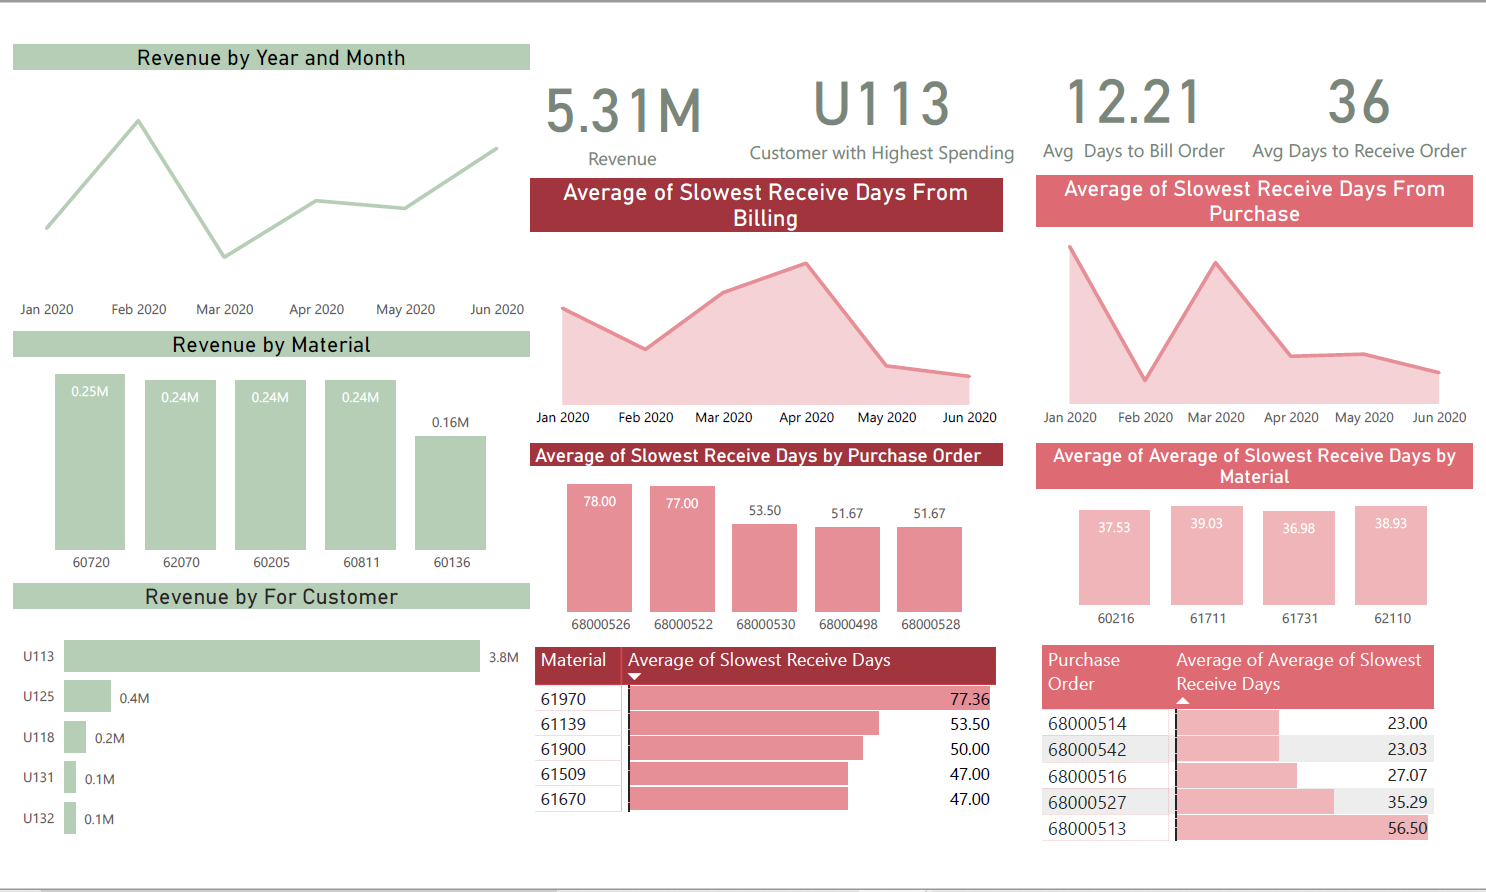 Revenue by Year and Month
Jan 2020 Feb 2020 Mar 2020 Apr 2020 May 2020 Jun 2020
Revenue by Material
0.25M 0.24M 0.24M 0.24M 0.16M
60720 62070 60205 60811 60136
Revenue by For Customer
U113 3.8M
U125 0.4M
U118 0.2M
U131 0.1M
U132 0.1M
5.31M
Revenue
U113
Customer with Highest Spending
12.21
Avg Days to Bill Order
36
Avg Days to Receive Order
Average of Slowest Receive Days From
Billing
Jan 2020 Feb 2020 Mar 2020 Apr 2020 May 2020 Jun 2020
Average of Slowest Receive Days by Purchase Order
78.00 77.00 53.50 51.67 51.67
68000526 68000522 68000530 68000498 68000528
Material Average of Slowest Receive Days
61970 77.36
61139 53.50
61900 50.00
61509 47.00
61670 47.00
Average of Slowest Receive Days From
Purchase
Jan 2020 Feb 2020 Mar 2020 Apr 2020 May 2020 Jun 2020
Average of Average of Slowest Receive Days by
Material
37.53 39.03 36.98 38.93
60216 61711 61731 62110
Purchase Average of Average of Slowest
Order Receive Days
68000514 23.00
68000542 23.03
68000516 27.07
68000527 35.29
68000513 56.50